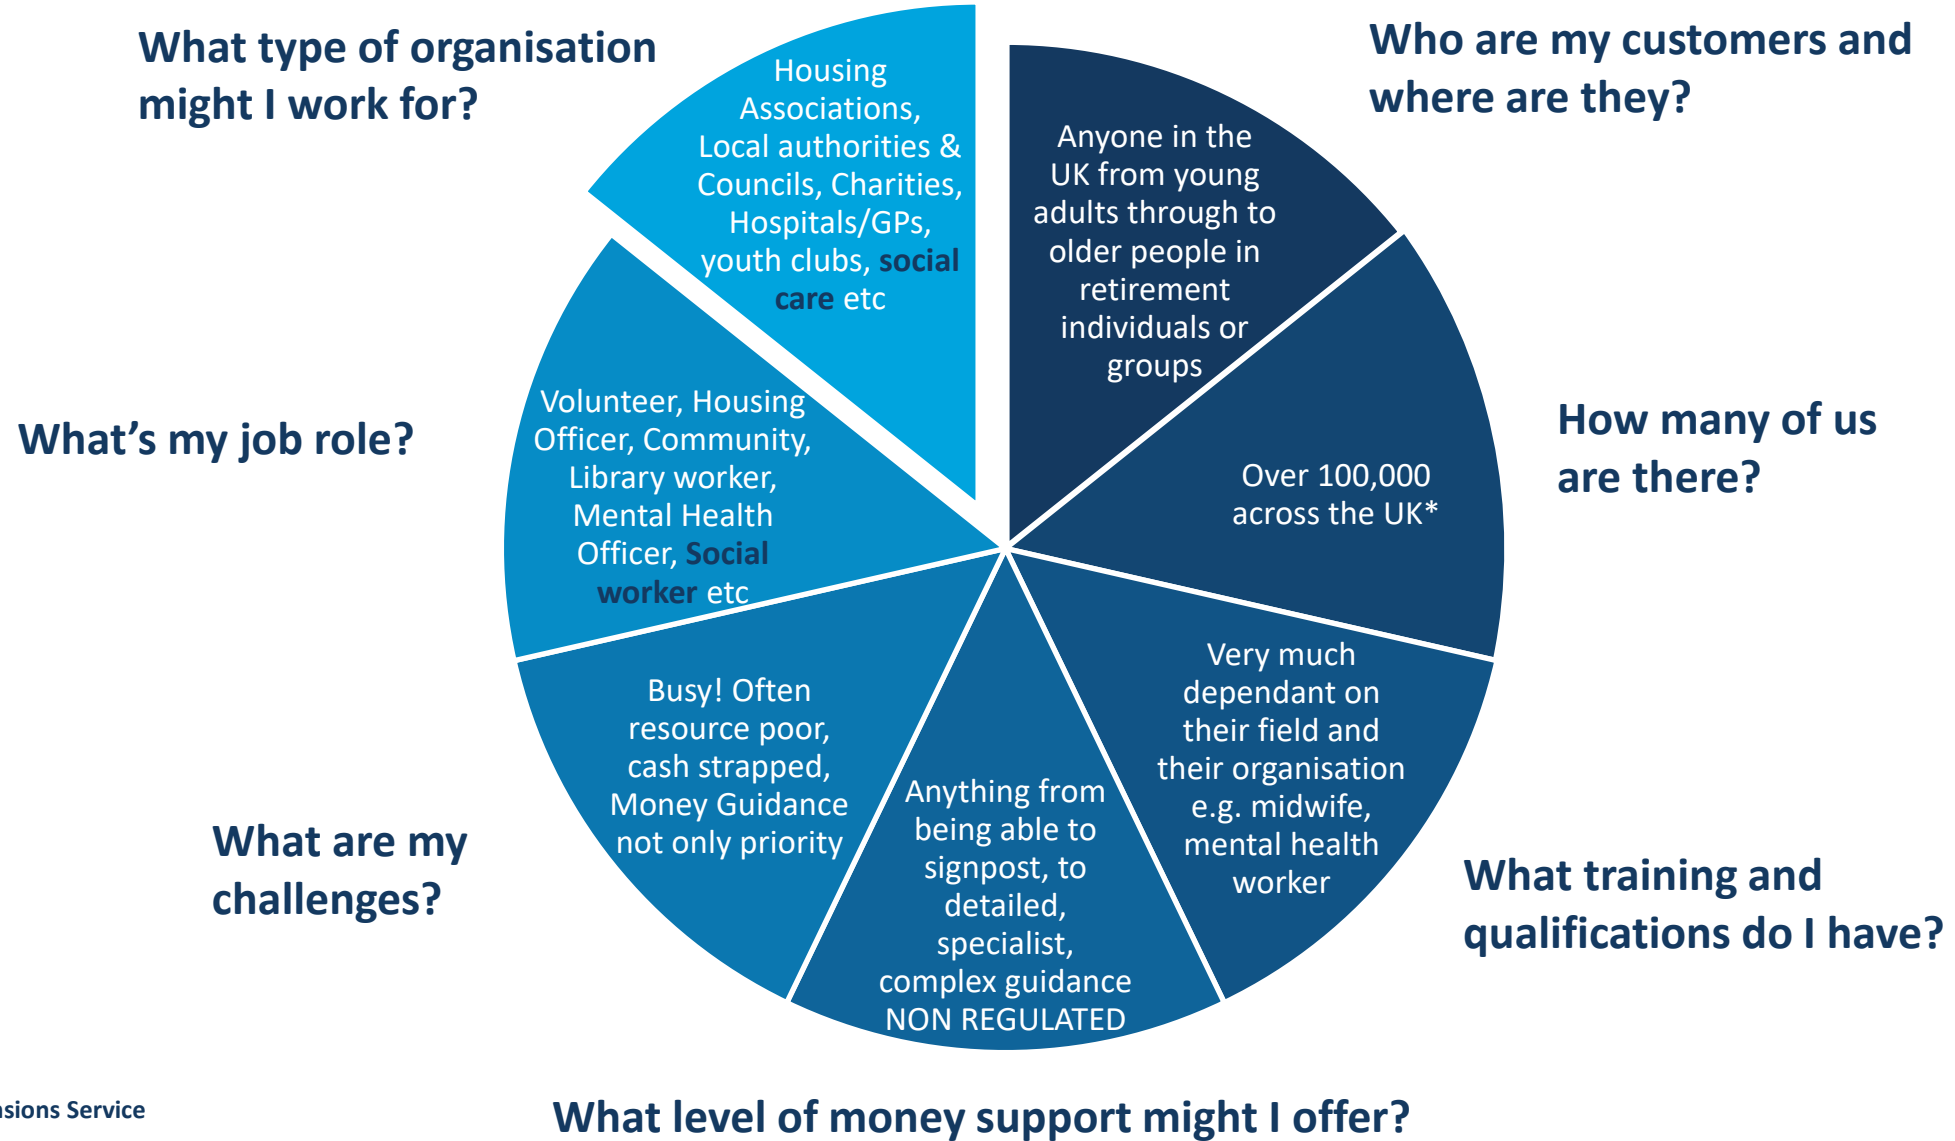 What type of organisation
might I work for?
Housing
Associations,
Local authorities &
Councils, Charities,
Hospitals/GPs,
youth clubs, social
care etc
Who are my customers and
where are they?
Anyone in the
UK from young
adults through to
older people in
retirement
individuals or
groups
How many of us
are there?
Over 100,000
across the UK*
What training and
qualifications do I have?
Very much
dependant on
their field and
their organisation
e.g. midwife,
mental health
worker
What level of money support might I offer?
Anything from
being able to
signpost, to
detailed,
specialist,
complex guidance
NON REGULATED
What are my
challenges?
Busy! Often
resource poor,
cash strapped,
Money Guidance
not only priority
What's my job role?
Volunteer, Housing
Officer, Community,
Library worker,
Mental Health
Officer, Social
worker etc
Service